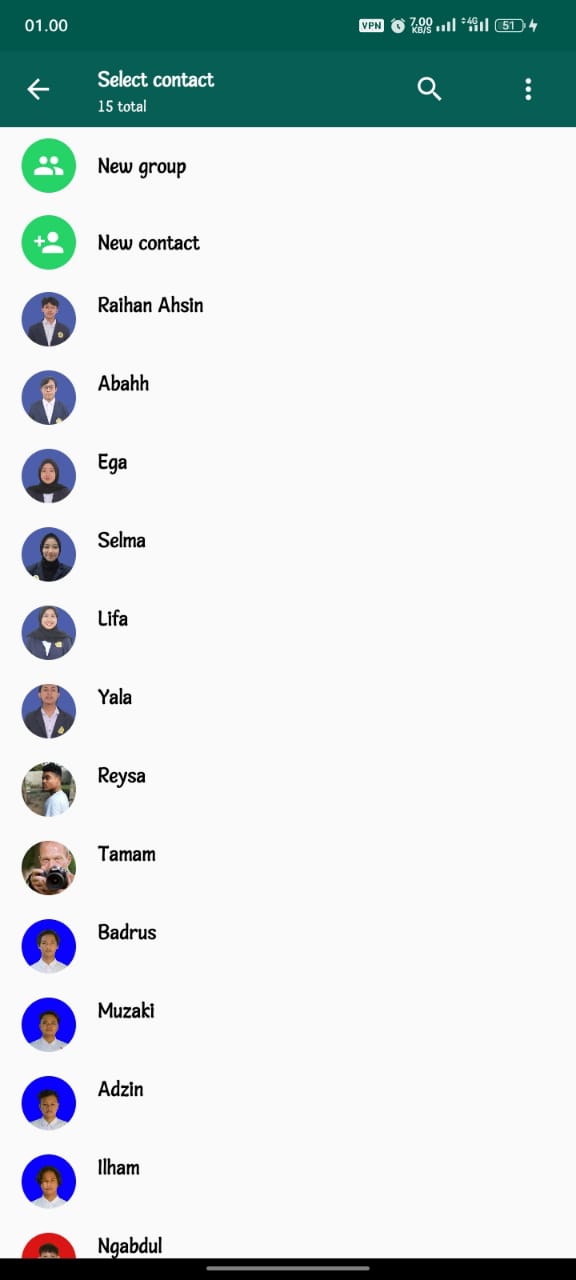 01.00
VPN 7.00 KB/S 4G 51
Select contact
15 total
New group
New contact
Raihan Ahsin
Abahh
Ega
Selma
Lifa
Yala
Reysa
Tamam
Badrus
Muzaki
Adzin
Ilham
Ngabdul